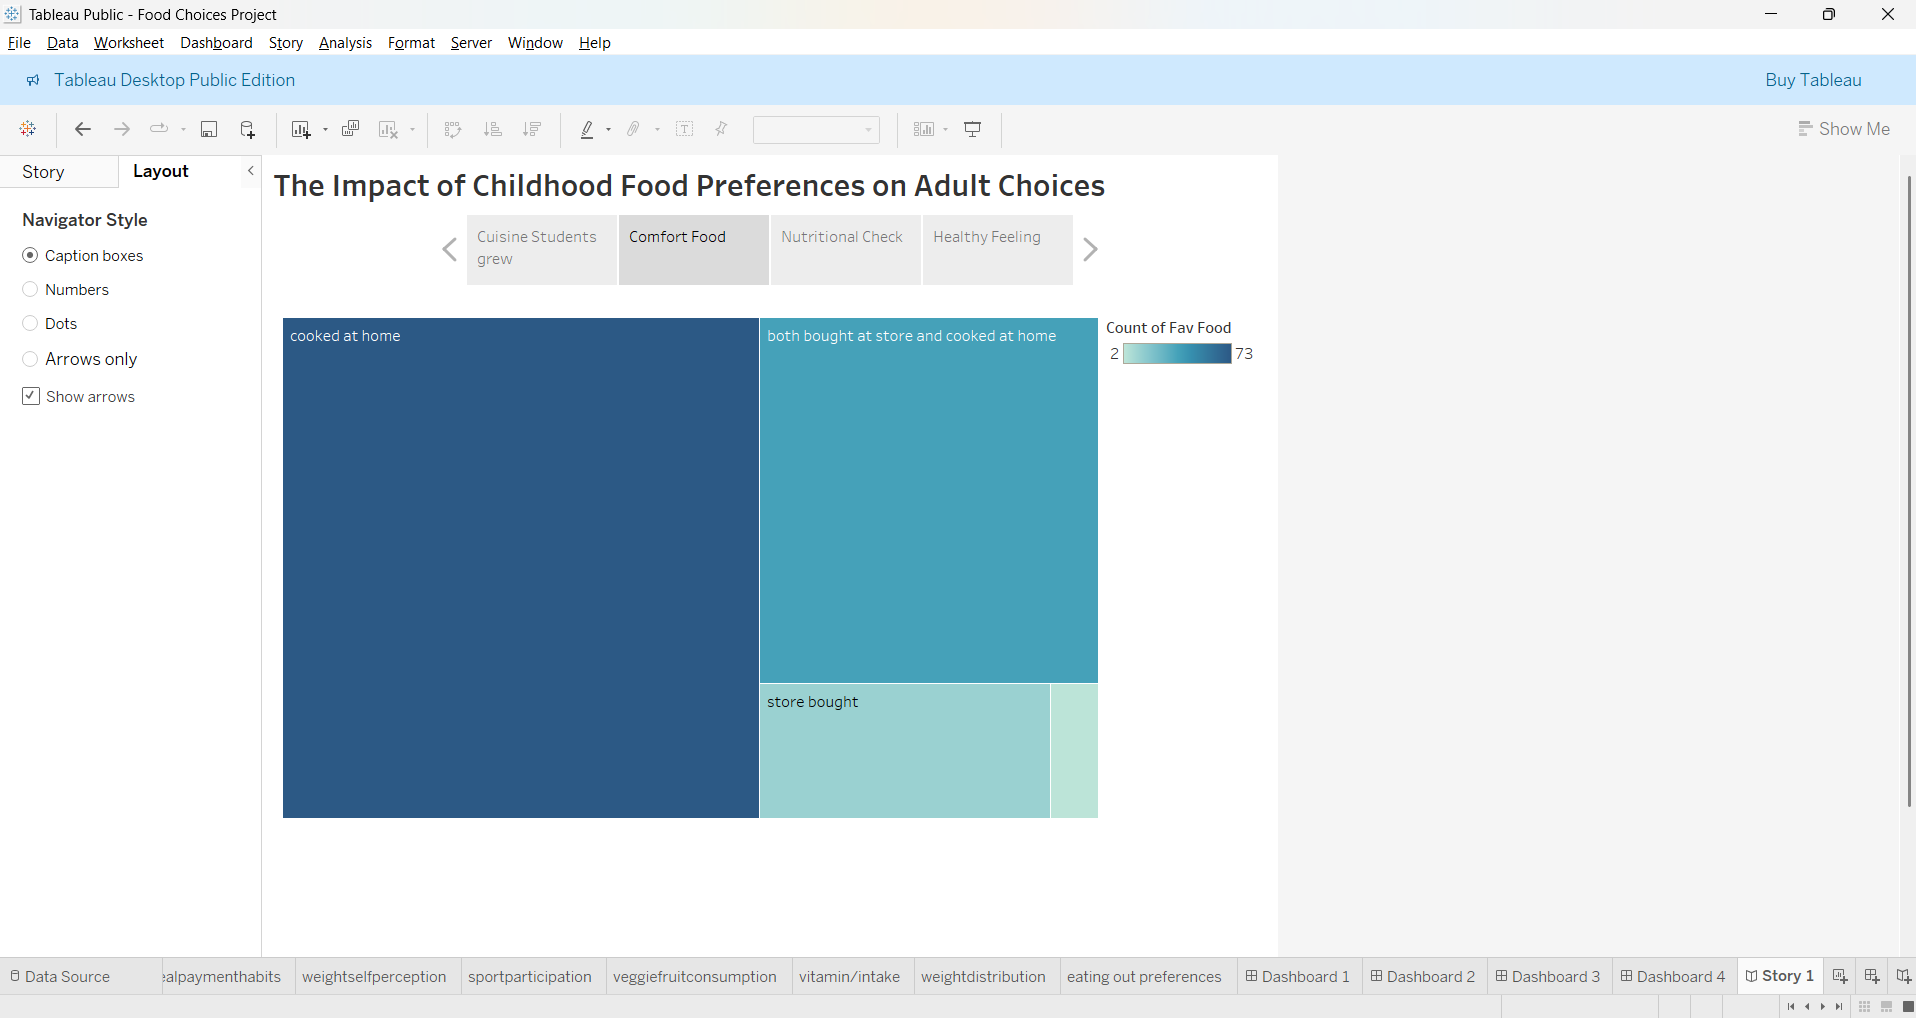 Tableau Public - Food Choices Project
File Data Worksheet Dashboard Story Analysis Format Server Window Help
Tableau Desktop Public Edition
Buy Tableau
Show Me
Story
Layout
Navigator Style
Caption boxes
Numbers
Dots
Arrows only
Show arrows
The Impact of Childhood Food Preferences on Adult Choices
Cuisine Students
grew
Comfort Food
Nutritional Check
Healthy Feeling
cooked at home
both bought at store and cooked at home
store bought
Count of Fav Food
2
73
Data Source
ealpaymenthabits
weightselfperception
sportparticipation
veggiefruitconsumption
vitamin/intake
weightdistribution
eating out preferences
Dashboard 1
Dashboard 2
Dashboard 3
Dashboard 4
Story 1